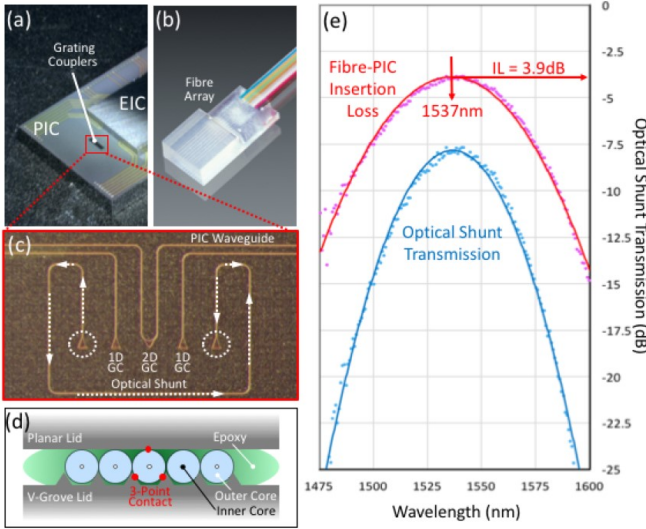 (a)
Grating
Couplers
EIC
PIC
(b)
Fibre
Array
(c)
PIC Waveguide
1D
GC
2D
GC
1D
GC
Optical Shunt
(d)
Planar Lid
Epoxy
V-Grove Lid
3-Point
Contact
Outer Core
Inner Core
(e)
Fibre-PIC
Insertion
Loss
IL = 3.9dB
1537nm
Optical Shunt
Transmission
0
-2.5
-5
-7.5
-10
-12.5
-15
-17.5
-20
-22.5
-25
Optical Shunt Transmission (dB)
1475
1500
1525
1550
1575
1600
Wavelength (nm)